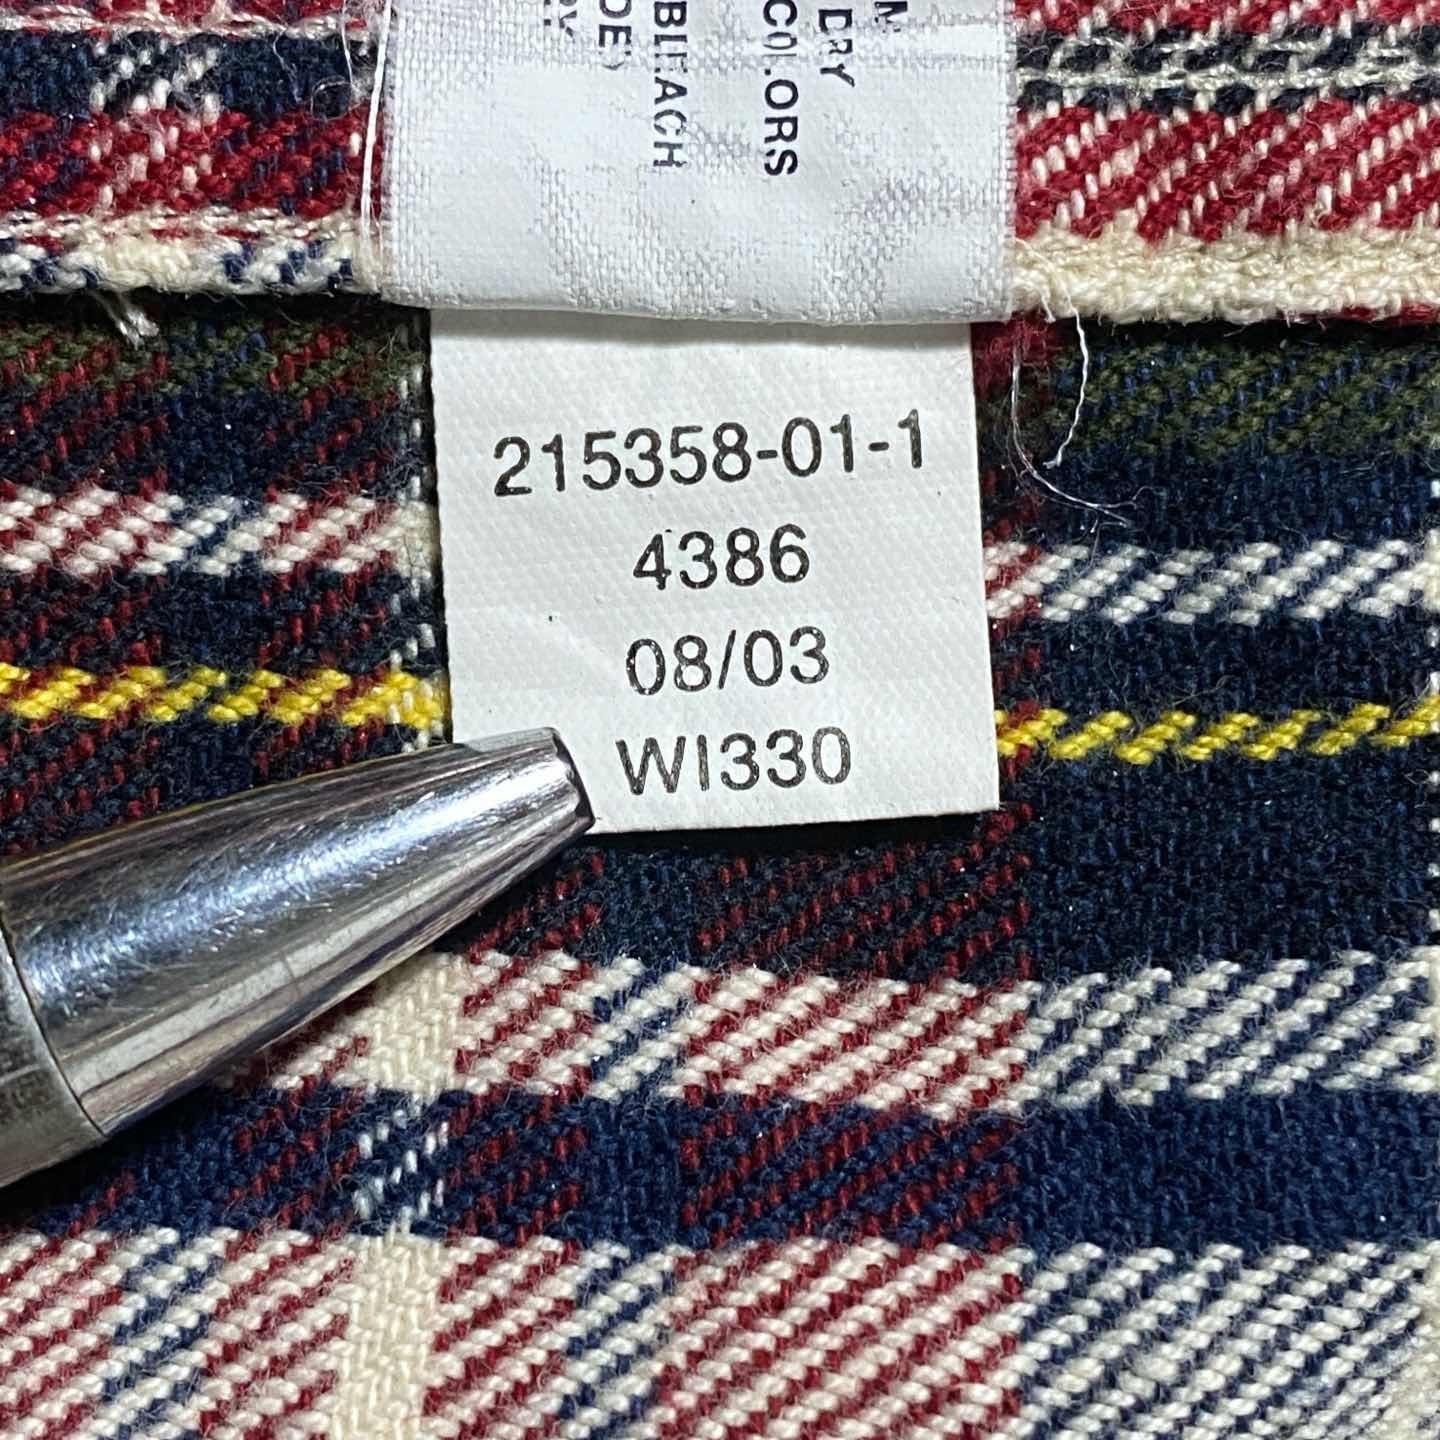 DRY
COLORS
BLEACH
215358-01-1
4386
08/03
WI330